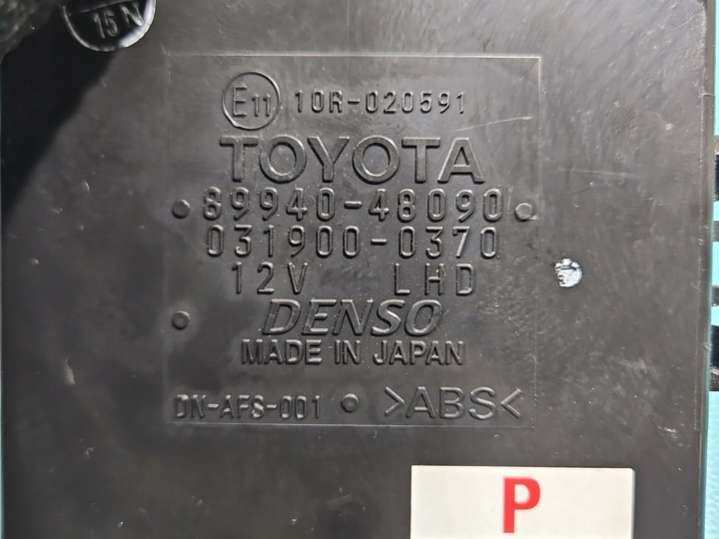 15 N
E11 10R-020591
TOYOTA
89940-48090
031900-0370
12V LHD
DENSO
MADE IN JAPAN
DN-AFS-001 >ABS<
P